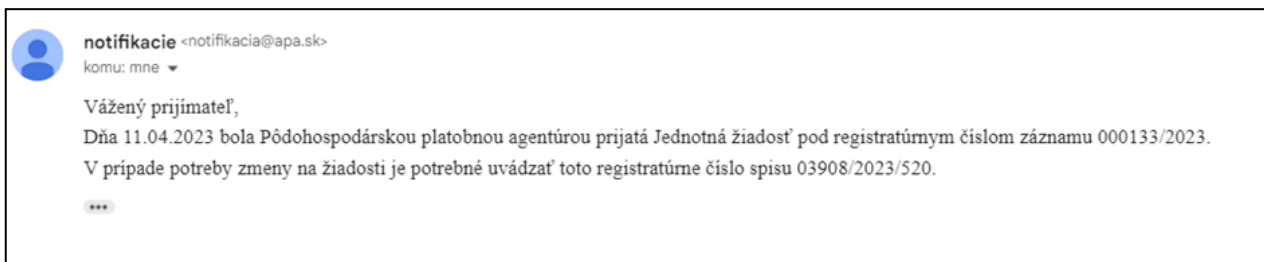 notifikacie <notifikacia@apa.sk>
komu: mne
Vážený prijímateľ,
Dňa 11.04.2023 bola Pôdohospodárskou platobnou agentúrou prijatá Jednotná žiadosť pod registratúrnym číslom záznamu 000133/2023.
V prípade potreby zmeny na žiadosti je potrebné uvádzať toto registratúrne číslo spisu 03908/2023/520.